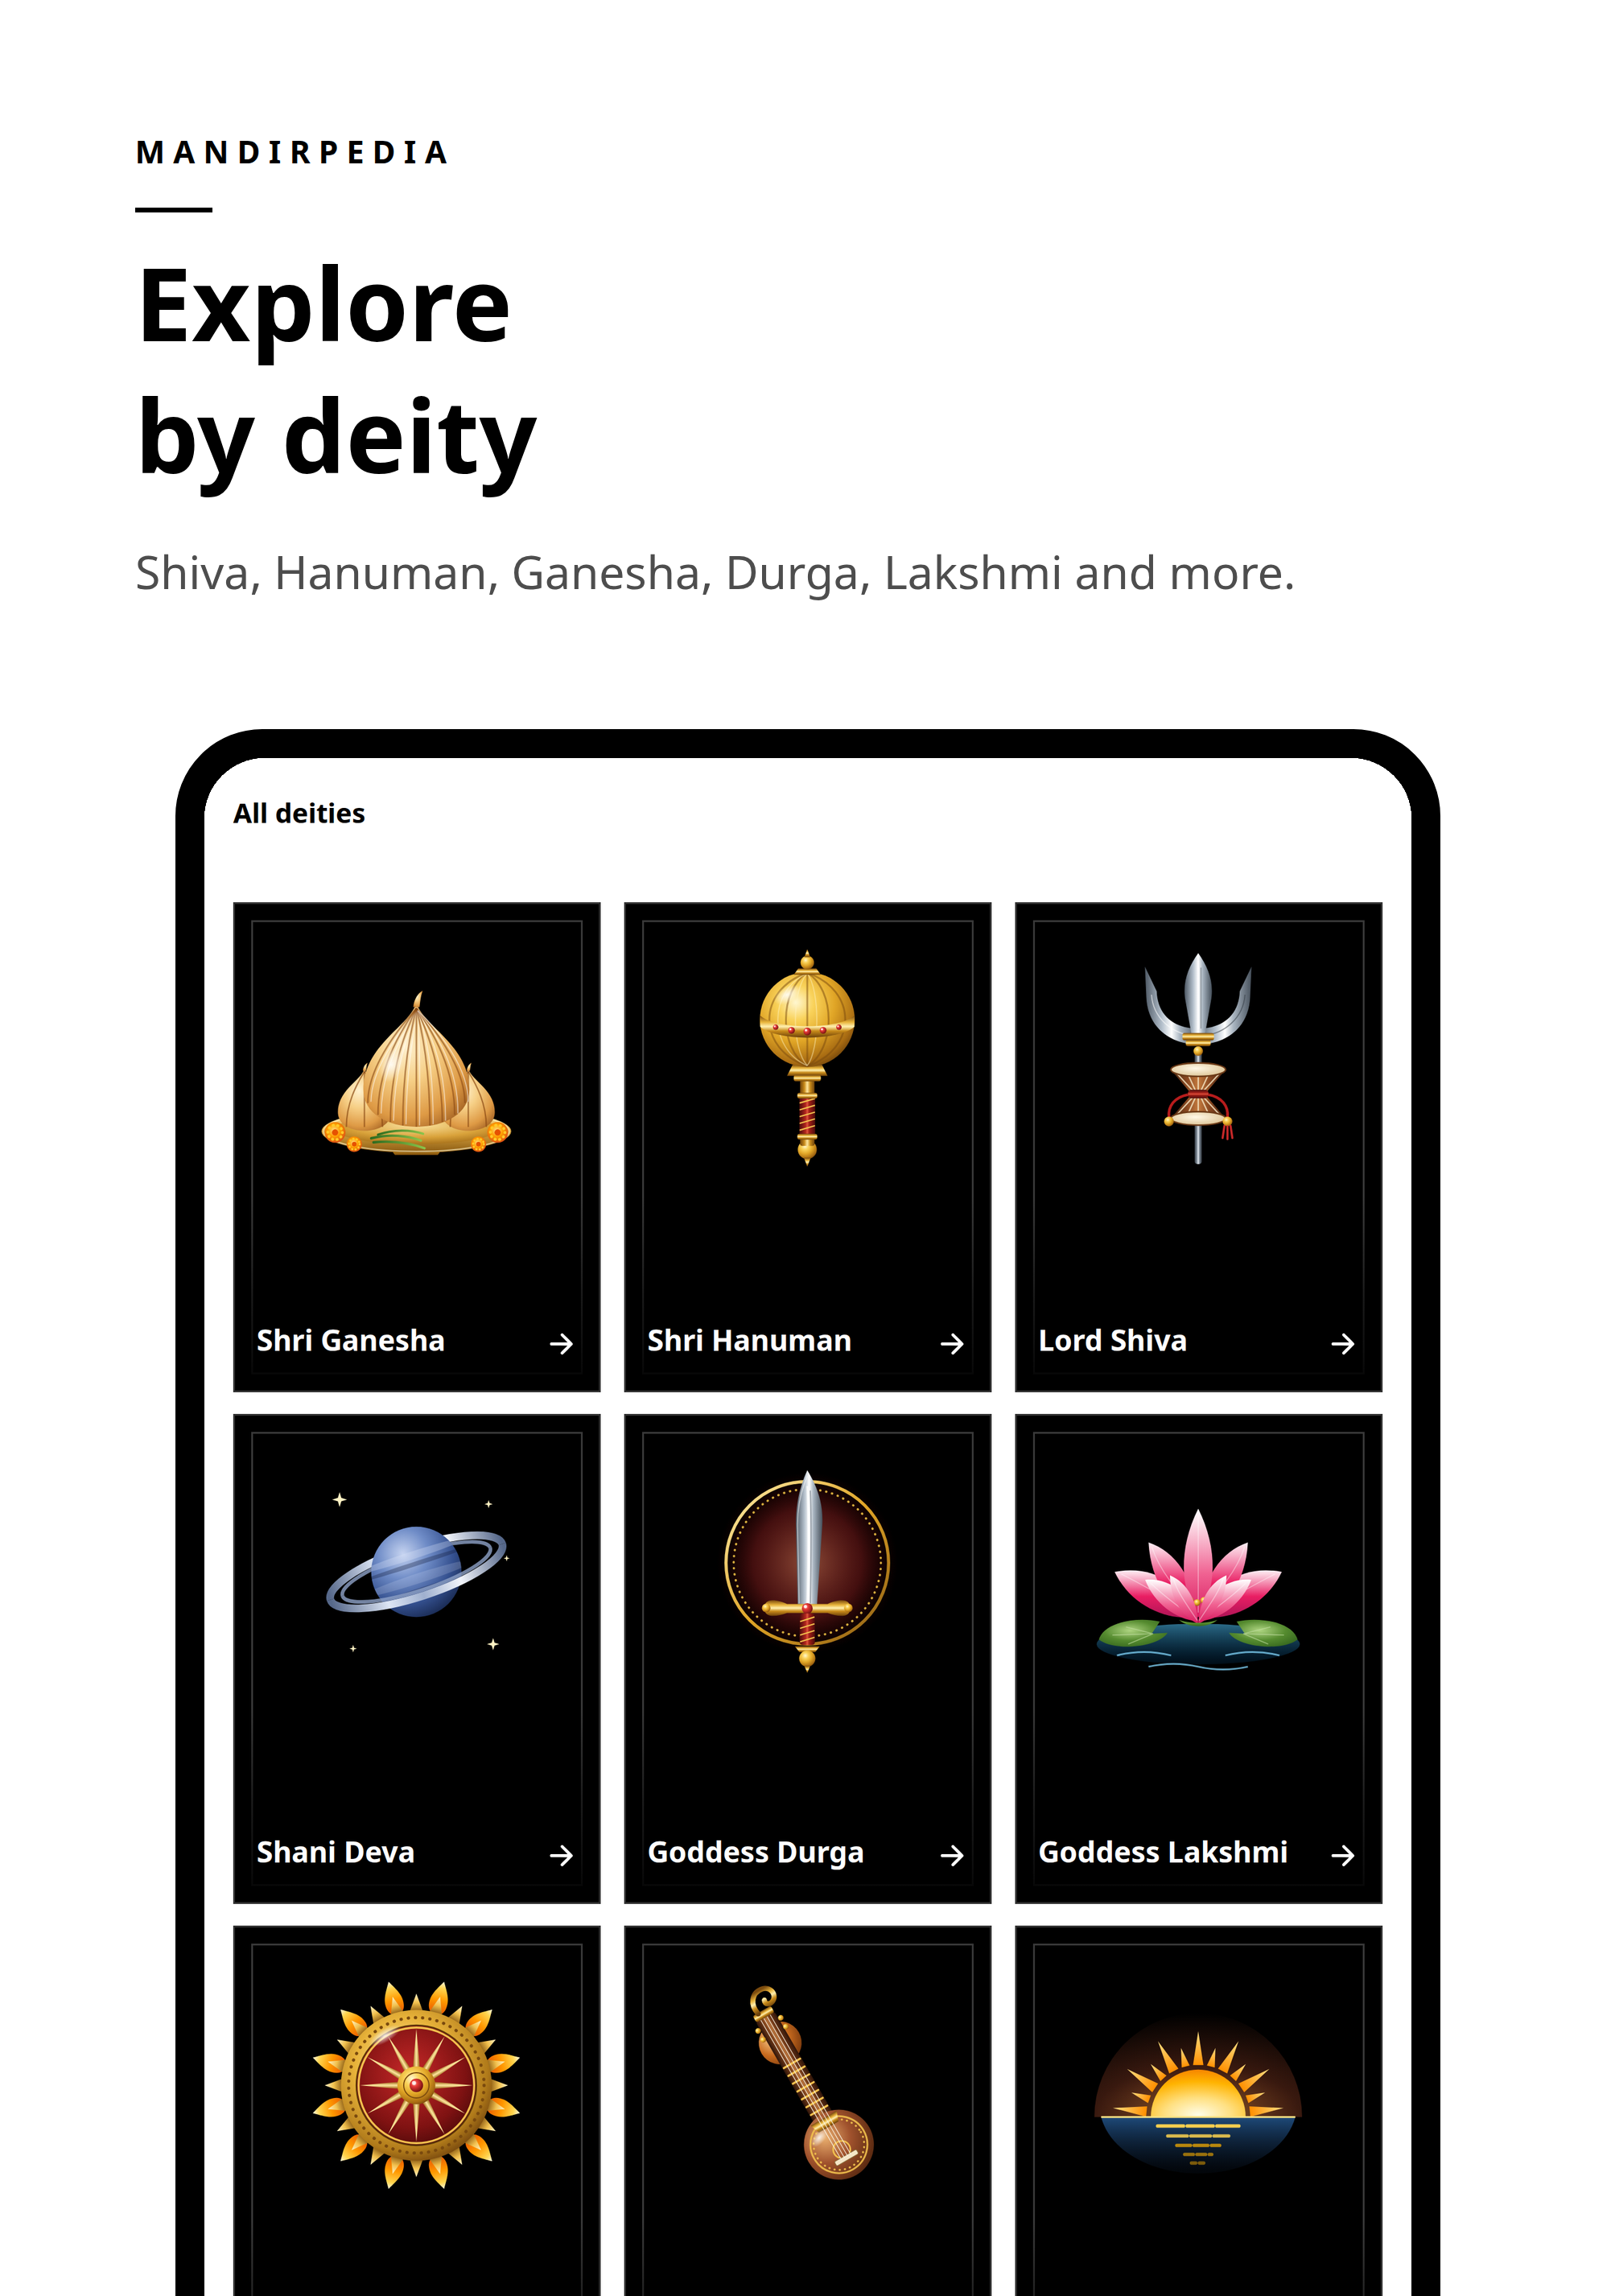 MANDIRPEDIA
Explore
by deity
Shiva, Hanuman, Ganesha, Durga, Lakshmi and more.
All deities
Shri Ganesha
Shri Hanuman
Lord Shiva
Shani Deva
Goddess Durga
Goddess Lakshmi